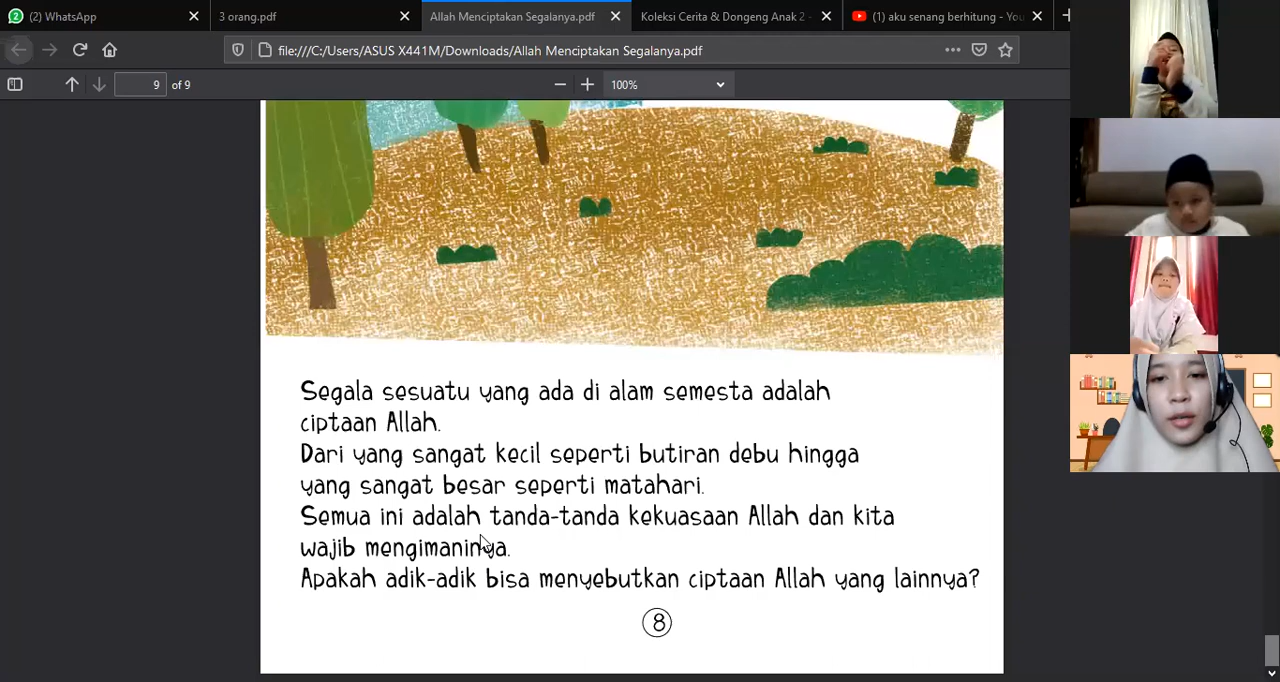 (2) WhatsApp
3 orang.pdf
Allah Menciptakan Segalanya.pdf
Koleksi Cerita & Dongeng Anak 2 -
(1) aku senang berhitung - You
file:///C:/Users/ASUS X441M/Downloads/Allah Menciptakan Segalanya.pdf
9 of 9
100%
Segala sesuatu yang ada di alam semesta adalah
ciptaan Allah.
Dari yang sangat kecil seperti butiran debu hingga
yang sangat besar seperti matahari.
Semua ini adalah tanda-tanda kekuasaan Allah dan kita
wajib mengimaninya.
Apakah adik-adik bisa menyebutkan ciptaan Allah yang lainnya?
8